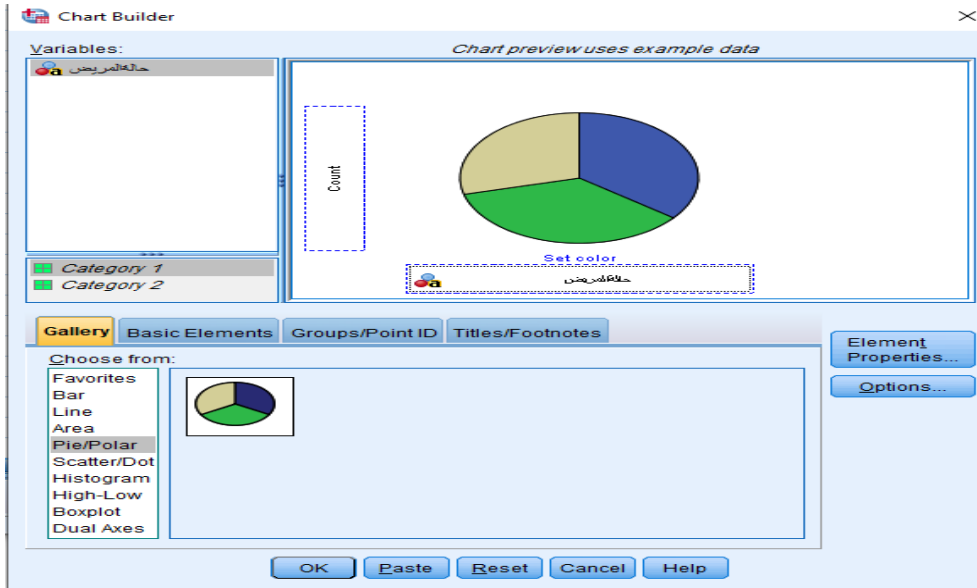 Chart Builder
Variables:
Chart preview uses example data
حالةالمريض
Count
Set color
حالةالمريض
Category 1
Category 2
Gallery
Basic Elements
Groups/Point ID
Titles/Footnotes
Choose from:
Favorites
Bar
Line
Area
Pie/Polar
Scatter/Dot
Histogram
High-Low
Boxplot
Dual Axes
Element
Properties...
Options...
OK
Paste
Reset
Cancel
Help